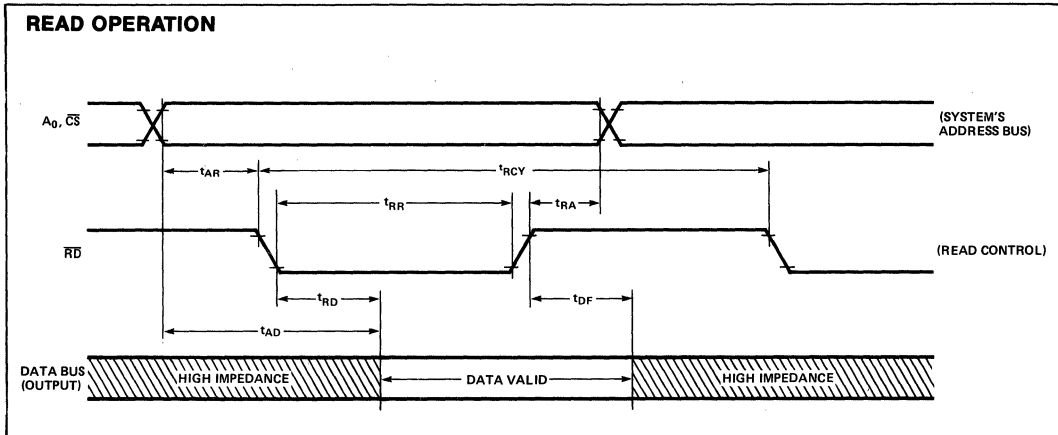 READ OPERATION
A0, CS
(SYSTEM'S
ADDRESS BUS)
tAR
tRCY
tRR
tRA
RD
(READ CONTROL)
tRD
tDF
tAD
DATA BUS
(OUTPUT)
HIGH IMPEDANCE
DATA VALID
HIGH IMPEDANCE